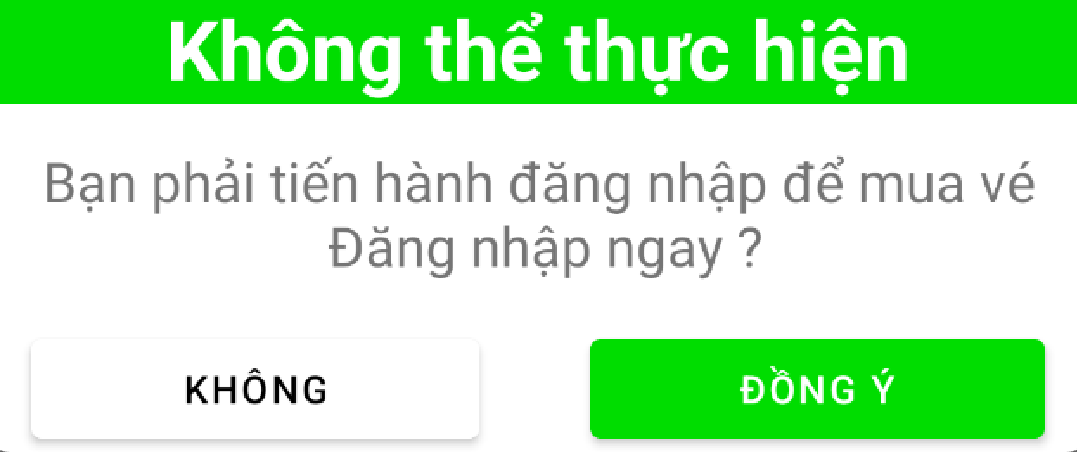 Không thể thực hiện
Bạn phải tiến hành đăng nhập để mua vé
Đăng nhập ngay ?
KHÔNG
ĐỒNG Ý